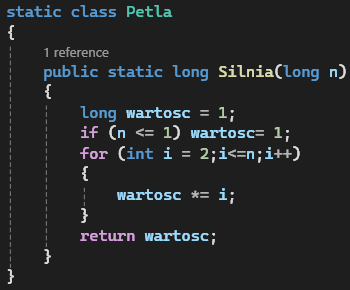 static class Petla
{
1 reference
public static long Silnia(long n)
{
long wartosc = 1;
if (n <= 1) wartosc= 1;
for (int i = 2;i<=n;i++)
{
wartosc *= i;
}
return wartosc;
}
}